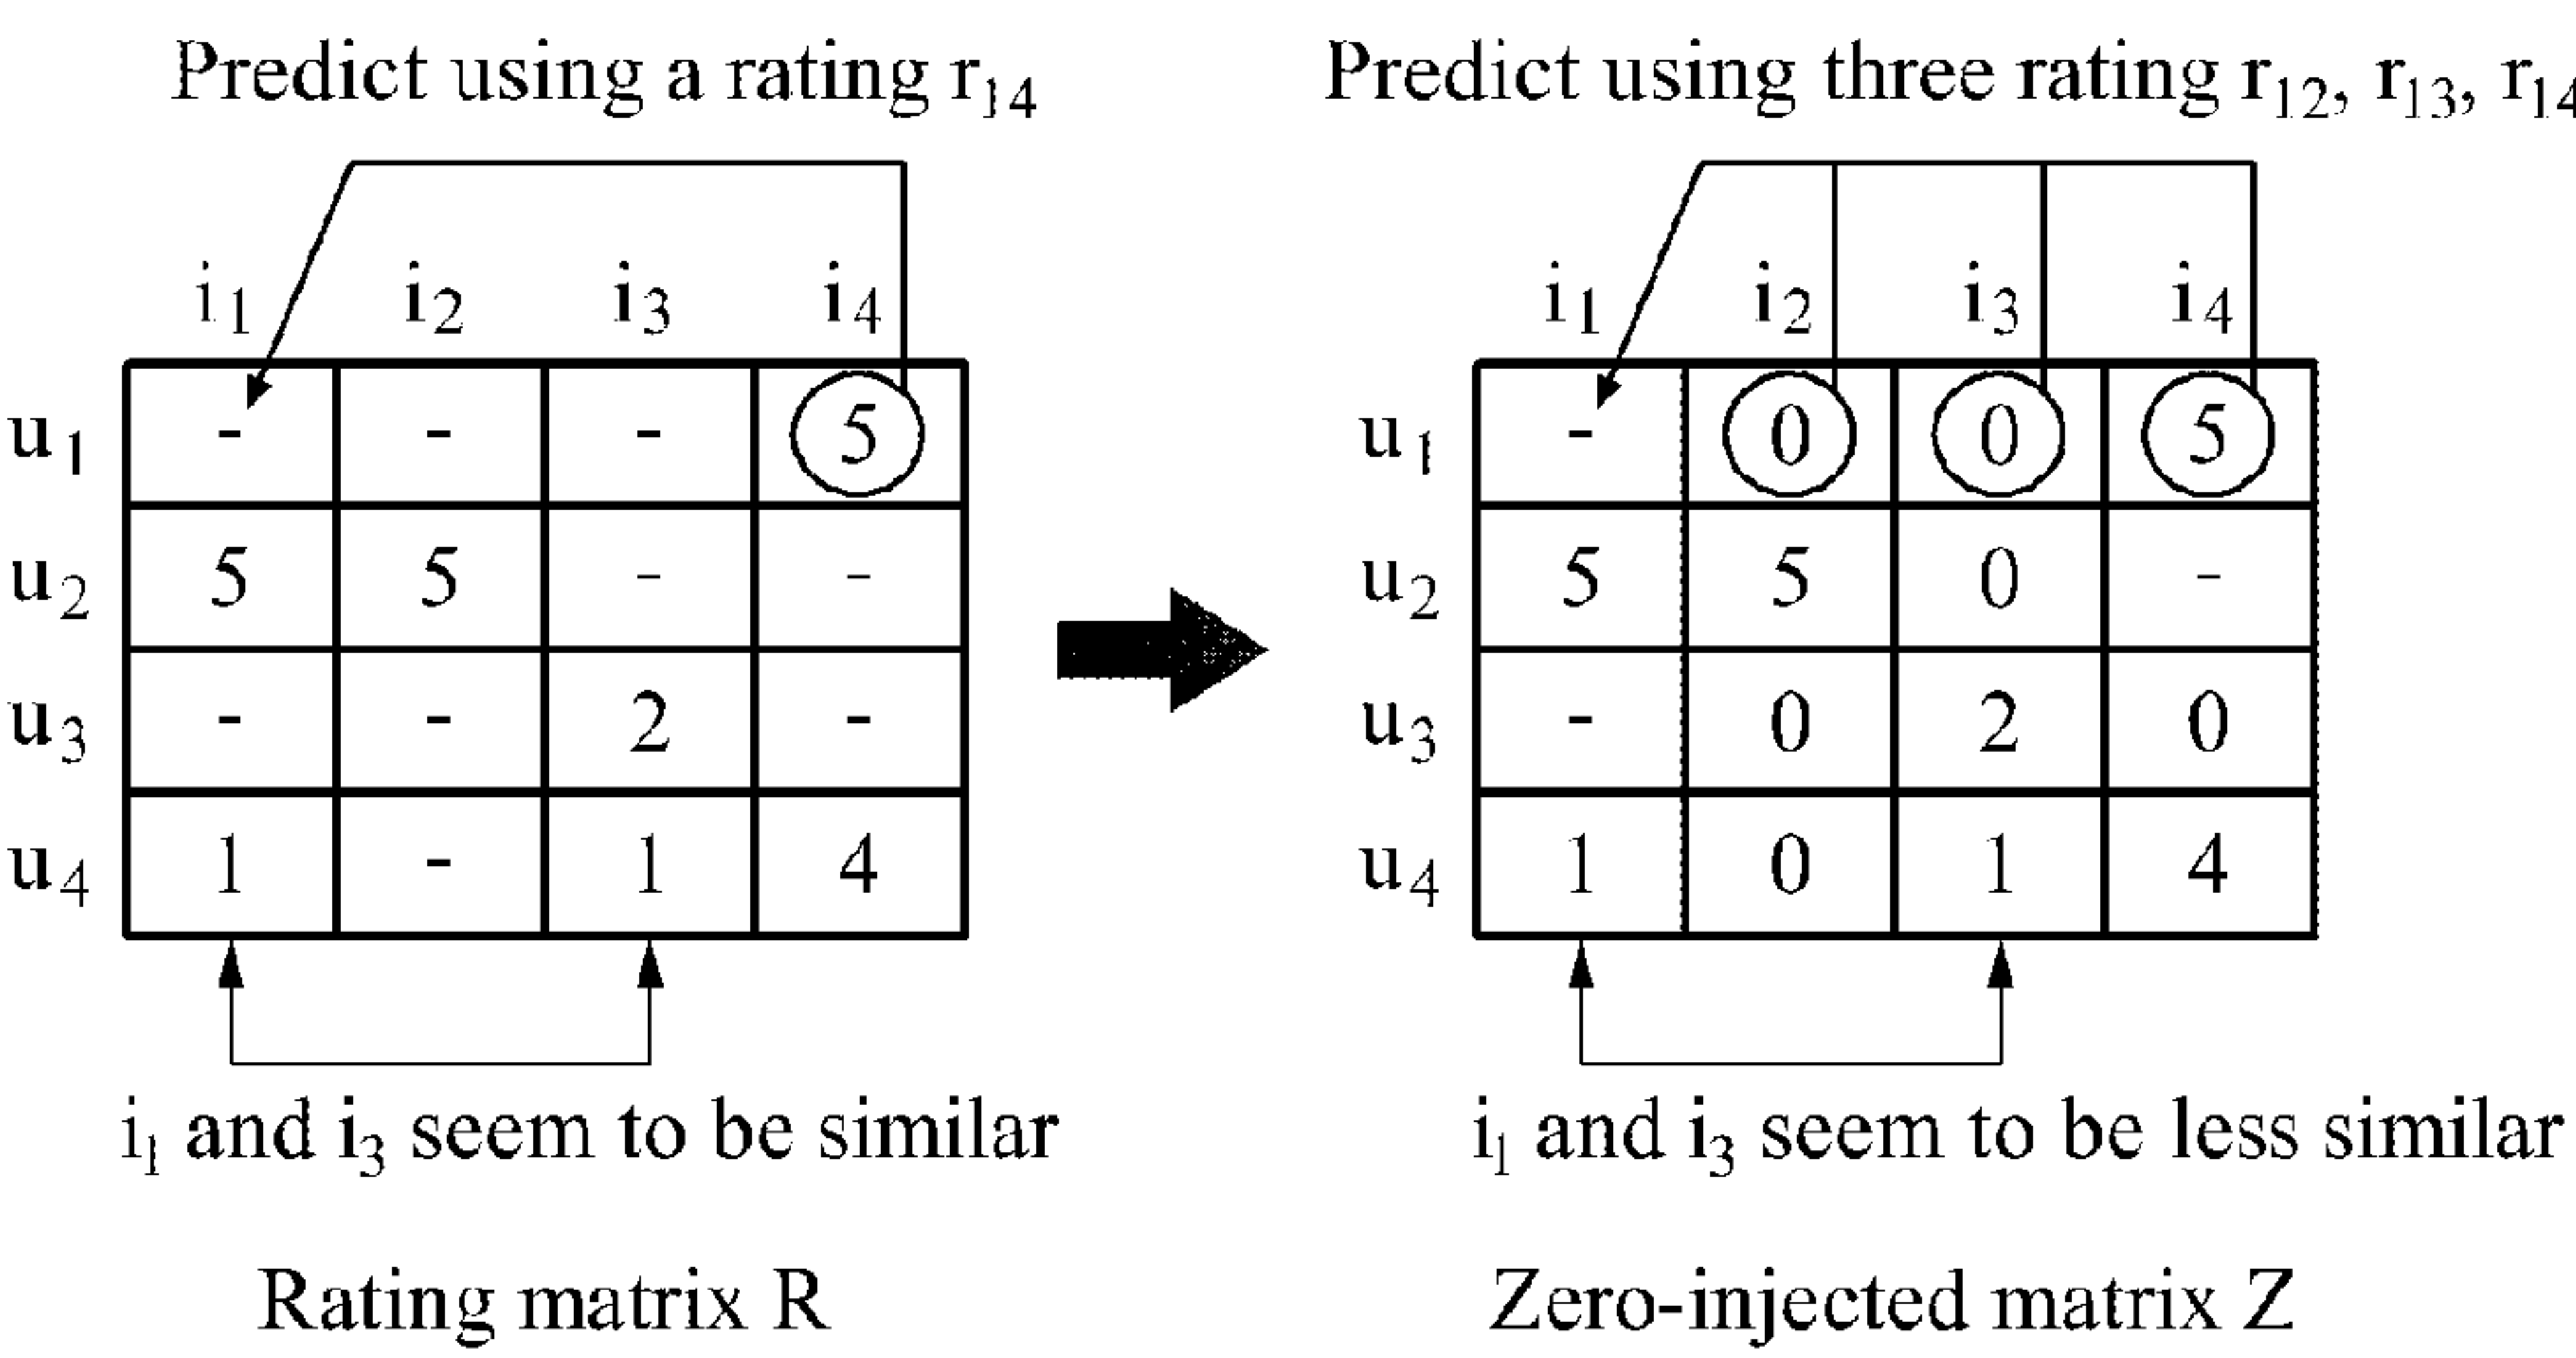 Predict using a rating r14
Predict using three rating r12, r13, r14
i1 i2 i3 i4
i1 i2 i3 i4
u1 - - - 5
u2 5 5 - -
u3 - - 2 -
u4 1 - 1 4
u1 - 0 0 5
u2 5 5 0 -
u3 - 0 2 0
u4 1 0 1 4
i1 and i3 seem to be similar
i1 and i3 seem to be less similar
Rating matrix R
Zero-injected matrix Z